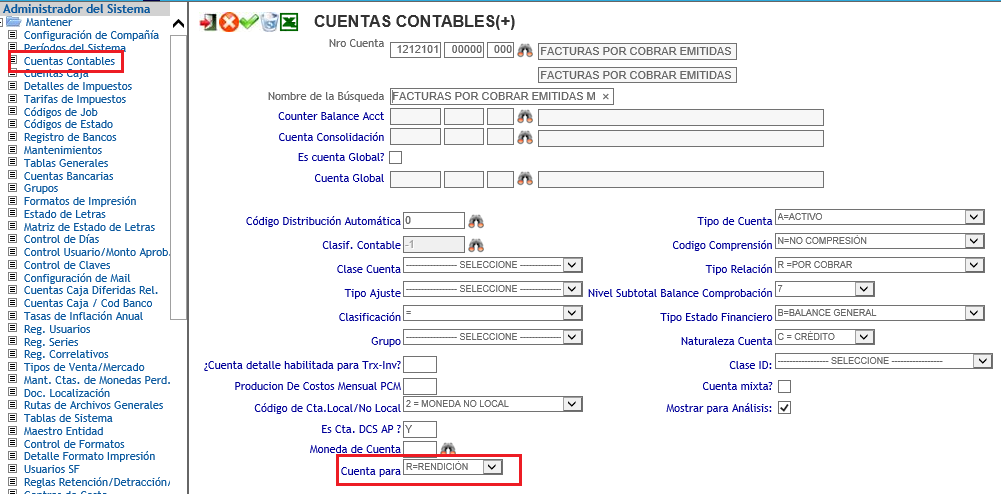 Administrador del Sistema
Mantener
Configuración de Compañía
Períodos del Sistema
Cuentas Contables
Cuentas Caja
Detalles de Impuestos
Tarifas de Impuestos
Códigos de Job
Códigos de Estado
Registro de Bancos
Mantenimientos
Tablas Generales
Cuentas Bancarias
Grupos
Formatos de Impresión
Estado de Letras
Matriz de Estado de Letras
Control de Días
Control Usuario/Monto Aprob.
Control de Claves
Configuración de Mail
Cuentas Caja Diferidas Rel.
Cuentas Caja / Cod Banco
Tasas de Inflación Anual
Reg. Usuarios
Reg. Series
Reg. Correlativos
Tipos de Venta/Mercado
Mant. Ctas. de Monedas Perd.
Doc. Localización
Rutas de Archivos Generales
Tablas de Sistema
Maestro Entidad
Control de Formatos
Detalle Formato Impresión
Usuarios SF
Reglas Retención/Detracción/
CUENTAS CONTABLES(+)
Nro Cuenta 1212101 00000 000 FACTURAS POR COBRAR EMITIDAS
FACTURAS POR COBRAR EMITIDAS
Nombre de la Búsqueda FACTURAS POR COBRAR EMITIDAS M ×
Counter Balance Acct
Cuenta Consolidación
Es cuenta Global?
Cuenta Global
Código Distribución Automática 0 Tipo de Cuenta A=ACTIVO
Clasif. Contable -1 Codigo Comprensión N=NO COMPRESIÓN
Clase Cuenta ---------------- SELECCIONE ---------------- Tipo Relación R =POR COBRAR
Tipo Ajuste ---------------- SELECCIONE ---------------- Nivel Subtotal Balance Comprobación 7
Clasificación = Tipo Estado Financiero B=BALANCE GENERAL
Grupo ---------------- SELECCIONE ---------------- Naturaleza Cuenta C = CRÉDITO
¿Cuenta detalle habilitada para Trx-Inv? Clase ID: ---------------- SELECCIONE ----------------
Producion De Costos Mensual PCM Cuenta mixta?
Código de Cta.Local/No Local 2 = MONEDA NO LOCAL Mostrar para Análisis:
Es Cta. DCS AP ? Y
Moneda de Cuenta
Cuenta para R=RENDICIÓN